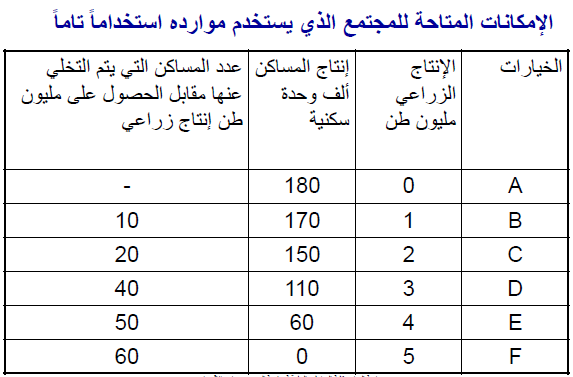 الإمكانات المتاحة للمجتمع الذي يستخدم موارده استخداماً تاماً
الخيارات | الإنتاج | إنتاج المساكن | عدد المساكن التي يتم التخلي
الزراعي | ألف وحدة | عنها مقابل الحصول على مليون
مليون طن | سكنية | طن إنتاج زراعي
A | 0 | 180 | -
B | 1 | 170 | 10
C | 2 | 150 | 20
D | 3 | 110 | 40
E | 4 | 60 | 50
F | 5 | 0 | 60